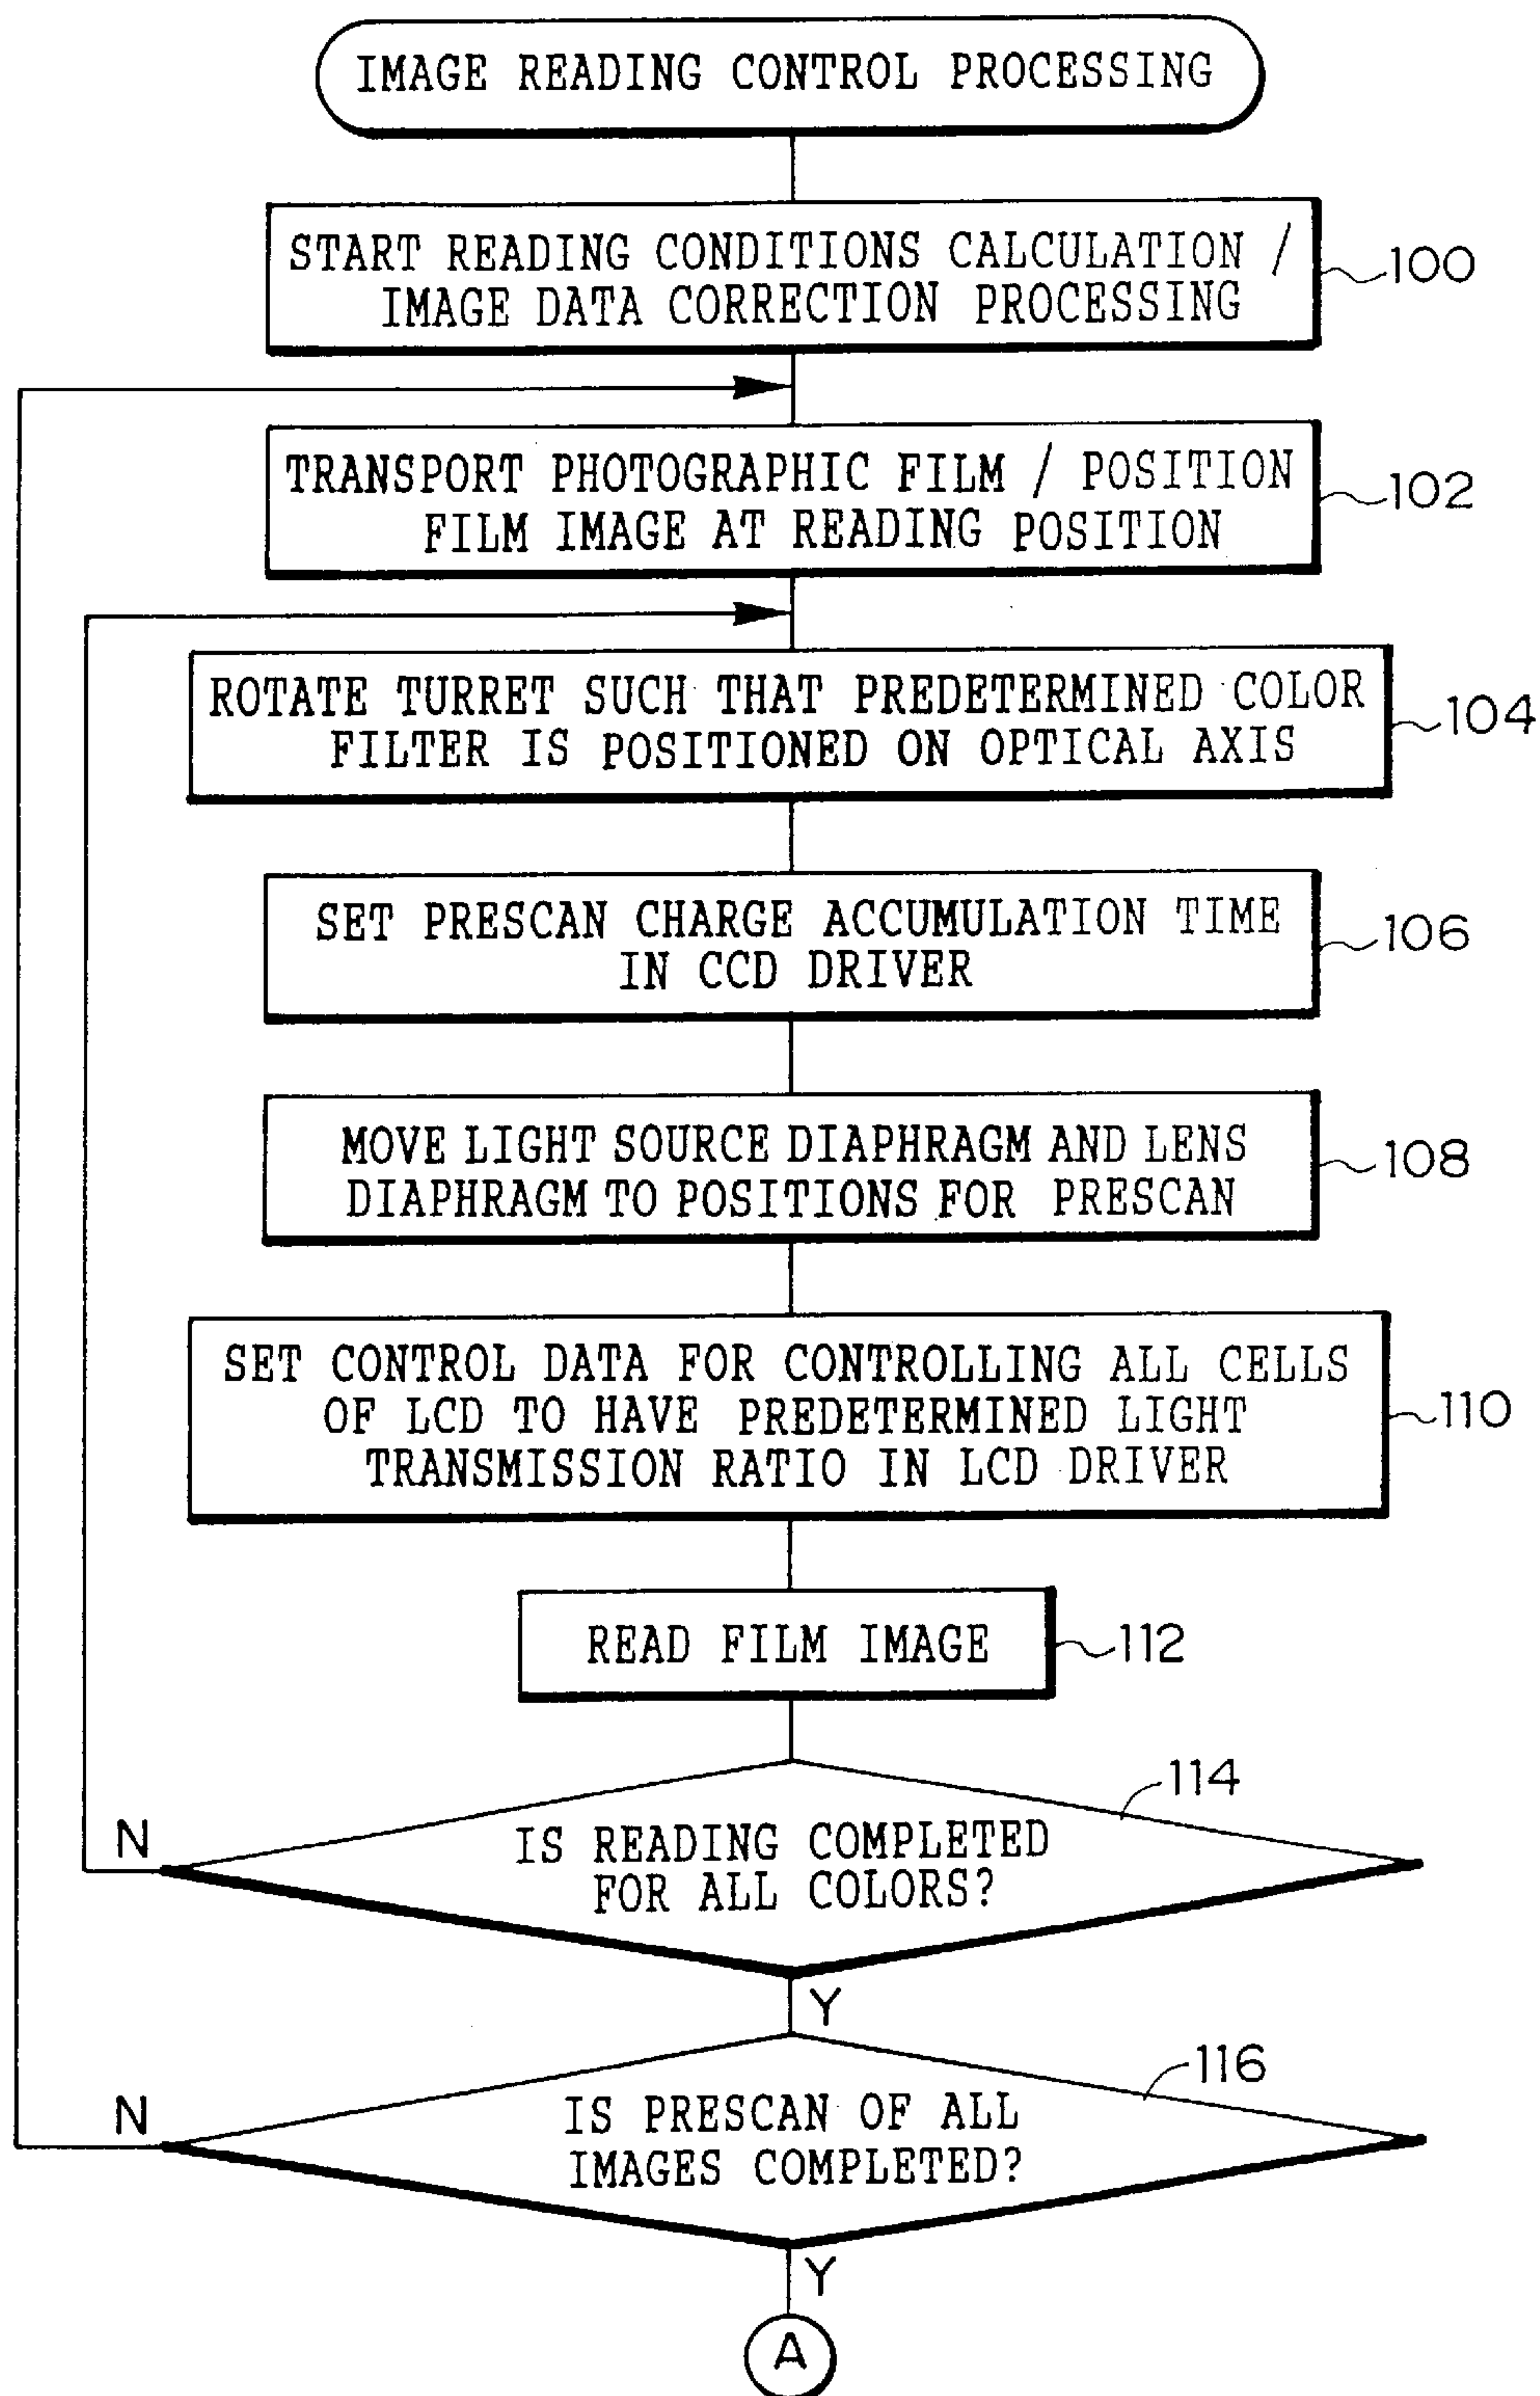 IMAGE READING CONTROL PROCESSING
START READING CONDITIONS CALCULATION /
IMAGE DATA CORRECTION PROCESSING
100
TRANSPORT PHOTOGRAPHIC FILM / POSITION
FILM IMAGE AT READING POSITION
102
ROTATE TURRET SUCH THAT PREDETERMINED COLOR
FILTER IS POSITIONED ON OPTICAL AXIS
104
SET PRESCAN CHARGE ACCUMULATION TIME
IN CCD DRIVER
106
MOVE LIGHT SOURCE DIAPHRAGM AND LENS
DIAPHRAGM TO POSITIONS FOR PRESCAN
108
SET CONTROL DATA FOR CONTROLLING ALL CELLS
OF LCD TO HAVE PREDETERMINED LIGHT
TRANSMISSION RATIO IN LCD DRIVER
110
READ FILM IMAGE
112
114
N
IS READING COMPLETED
FOR ALL COLORS?
Y
116
N
IS PRESCAN OF ALL
IMAGES COMPLETED?
Y
A